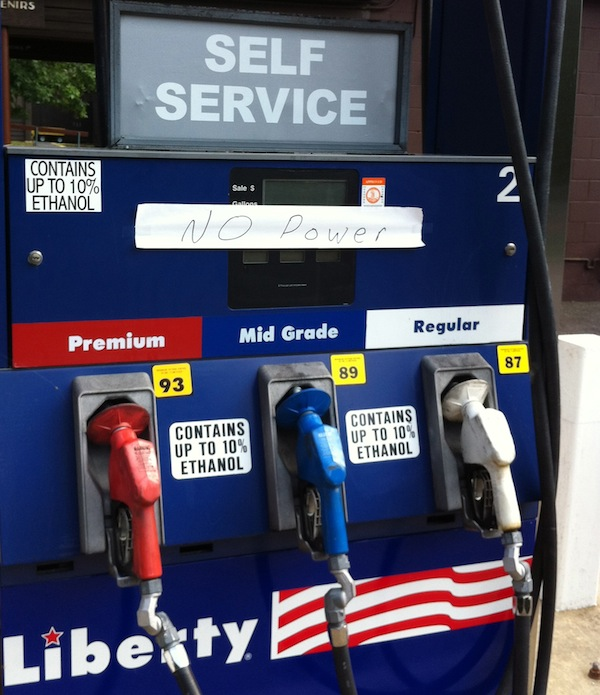 ENIRS
SELF
SERVICE
CONTAINS
UP TO 10%
ETHANOL
Sale $
Gallons
2
NO Power
Premium
Mid Grade
Regular
93
89
87
CONTAINS
UP TO 10%
ETHANOL
CONTAINS
UP TO 10%
ETHANOL
Liberty